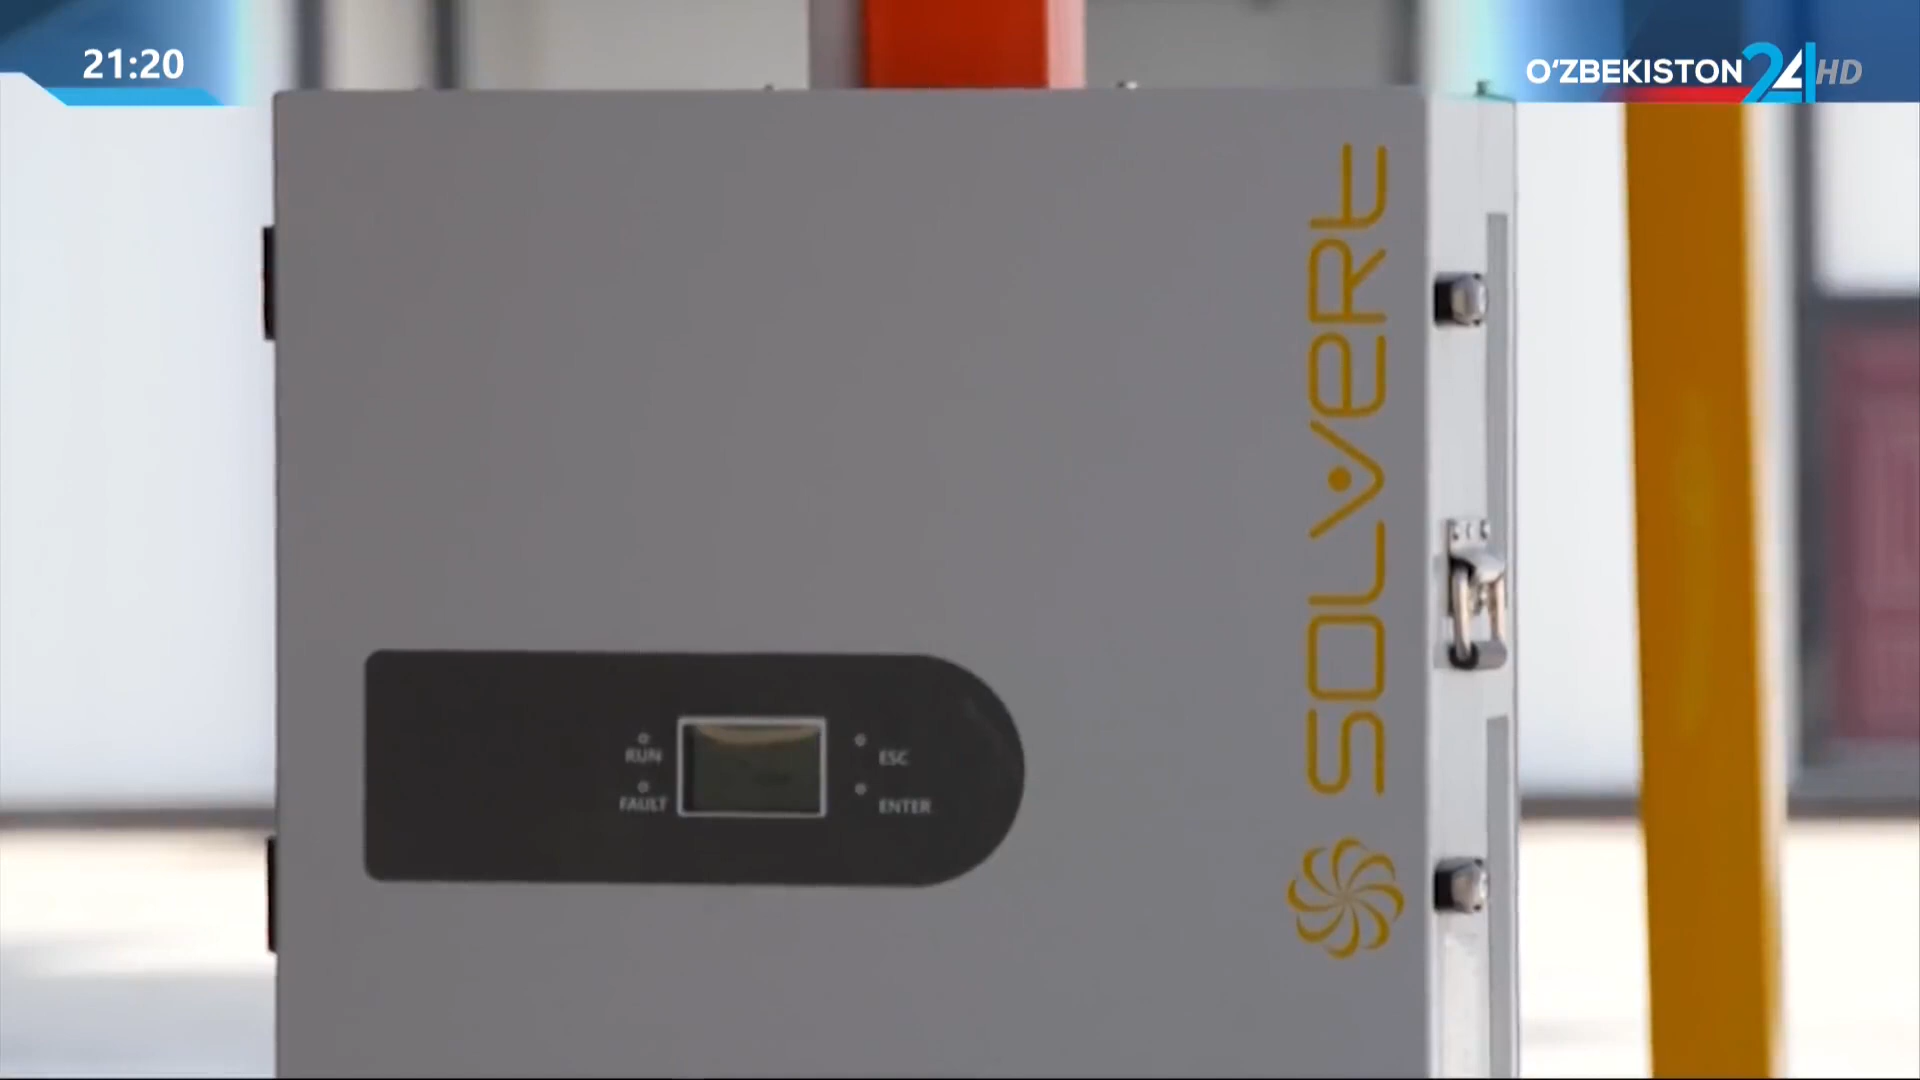 21:20
O‘ZBEKISTON 24 HD
SOLVERT
RUN
ESC
FAULT
ENTER